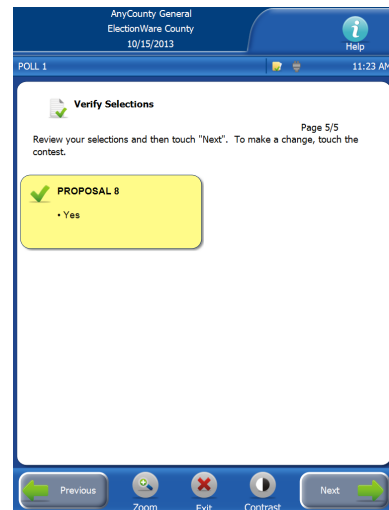 AnyCounty General
ElectionWare County
10/15/2013
Help
POLL 1
11:23 AM
Verify Selections
Page 5/5
Review your selections and then touch "Next". To make a change, touch the
contest.
PROPOSAL 8
• Yes
Previous
Zoom
Exit
Contrast
Next